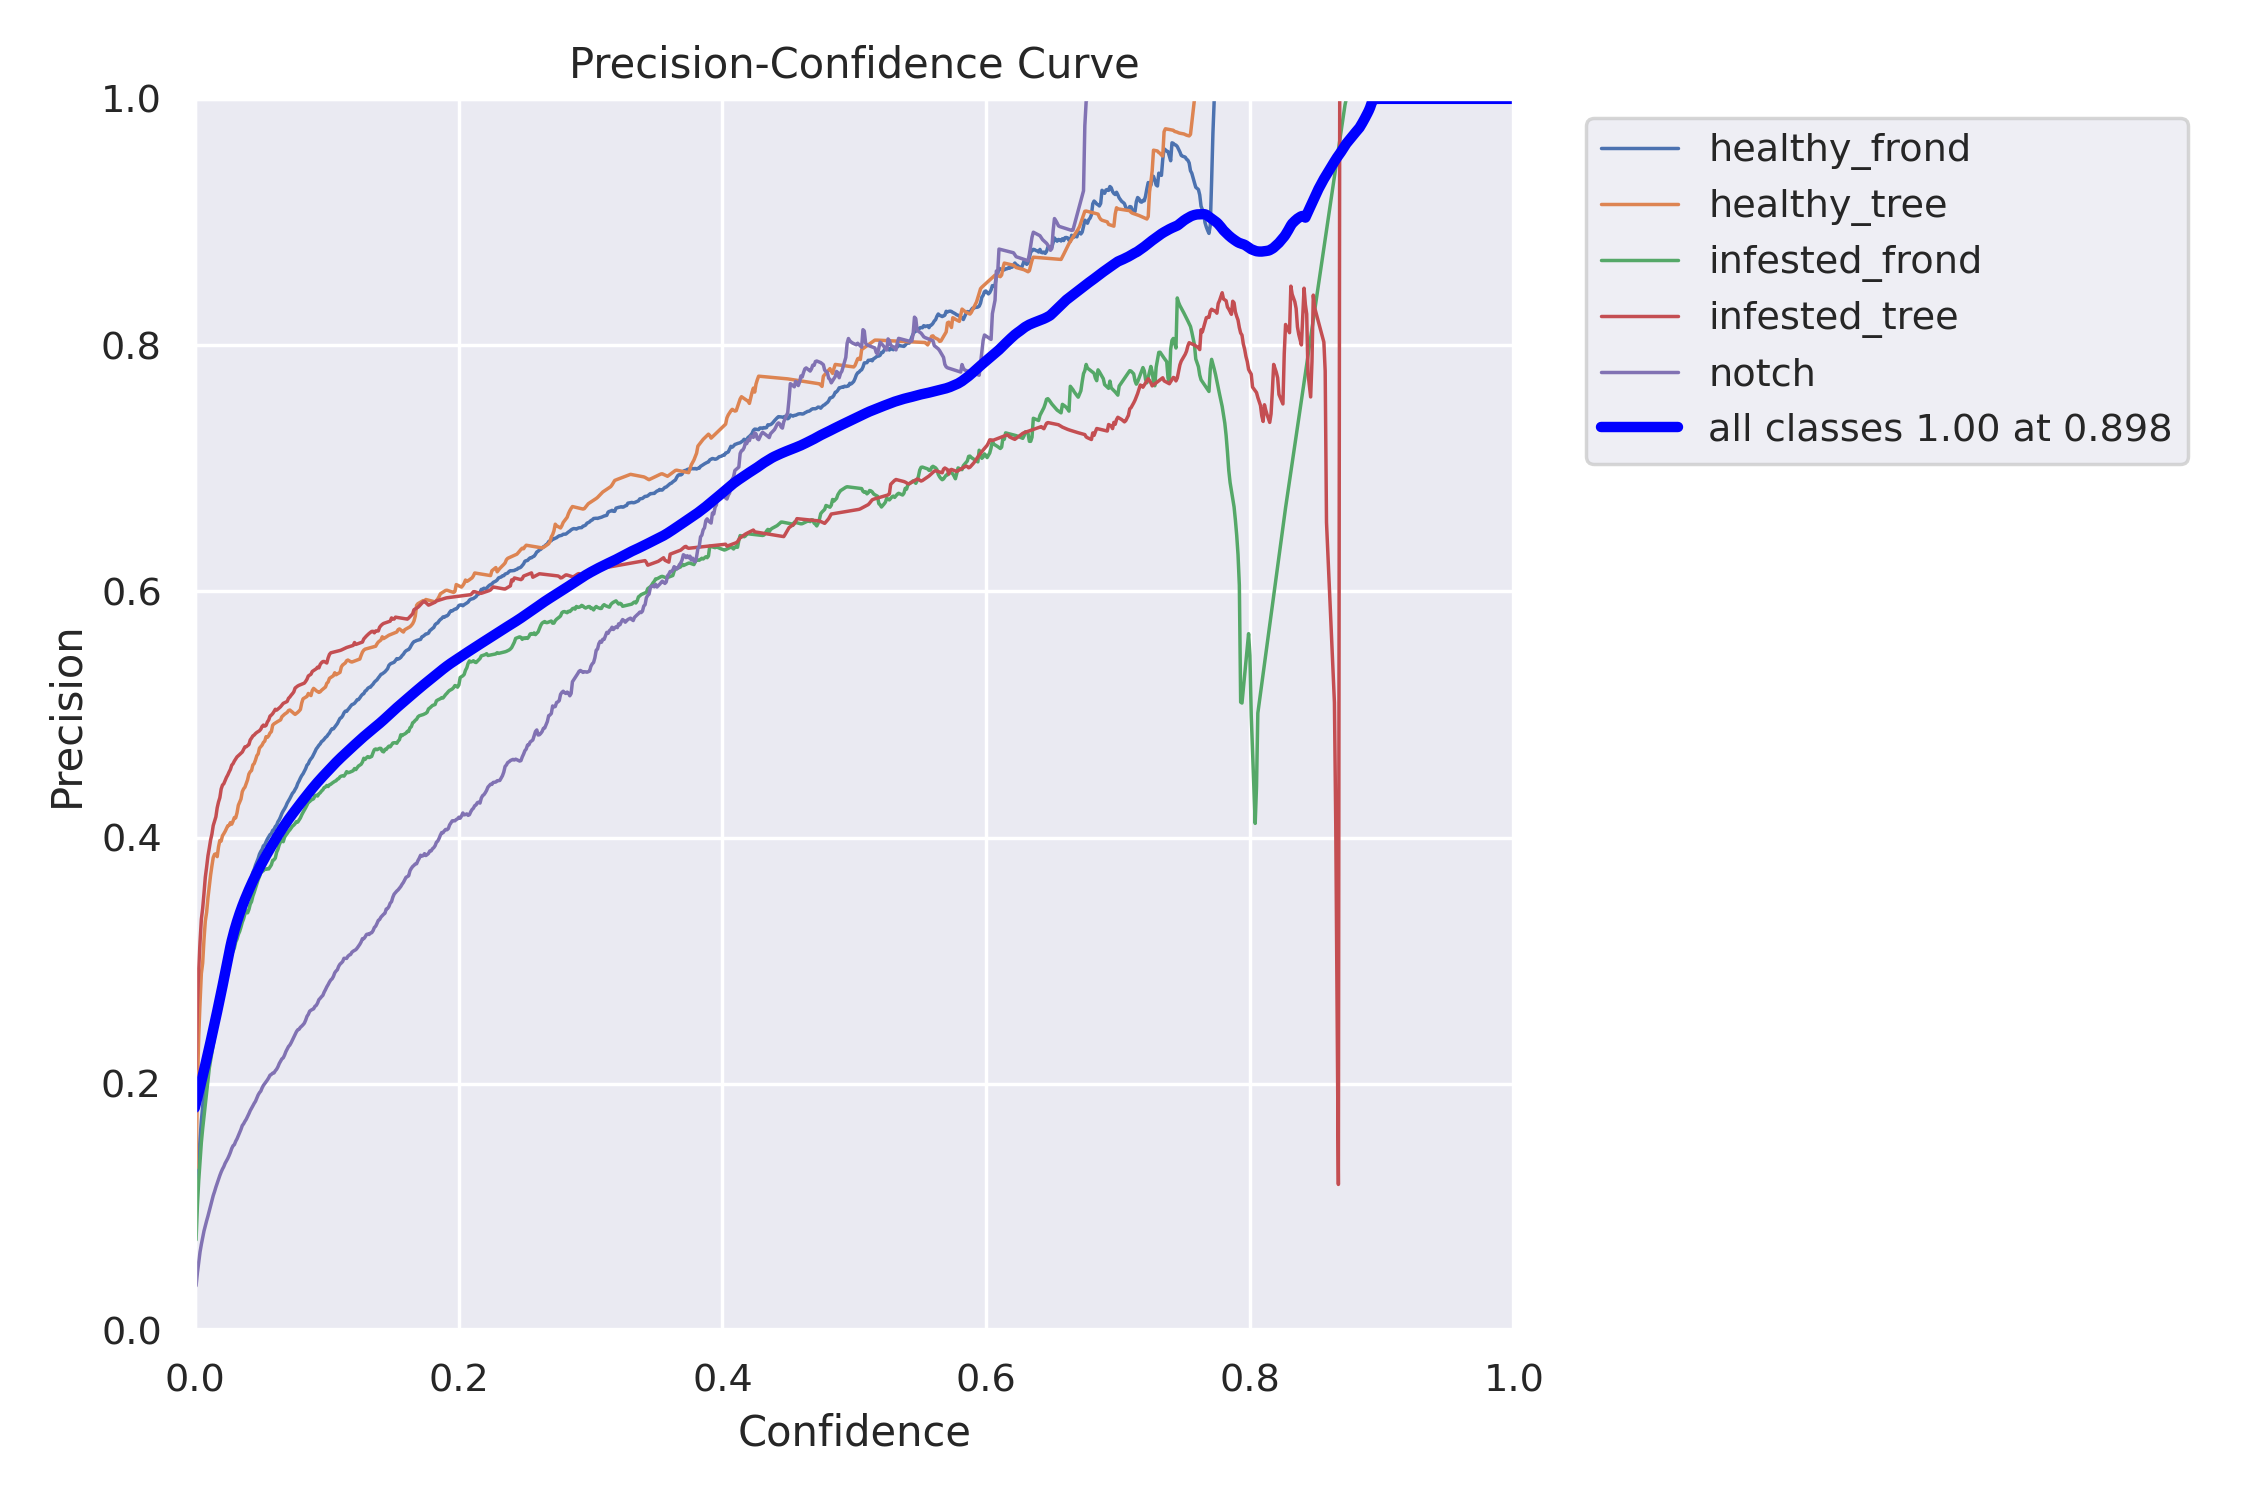 Precision-Confidence Curve
1.0
0.8
0.6
0.4
0.2
0.0
Precision
0.0 0.2 0.4 0.6 0.8 1.0
Confidence
healthy_frond
healthy_tree
infested_frond
infested_tree
notch
all classes 1.00 at 0.898